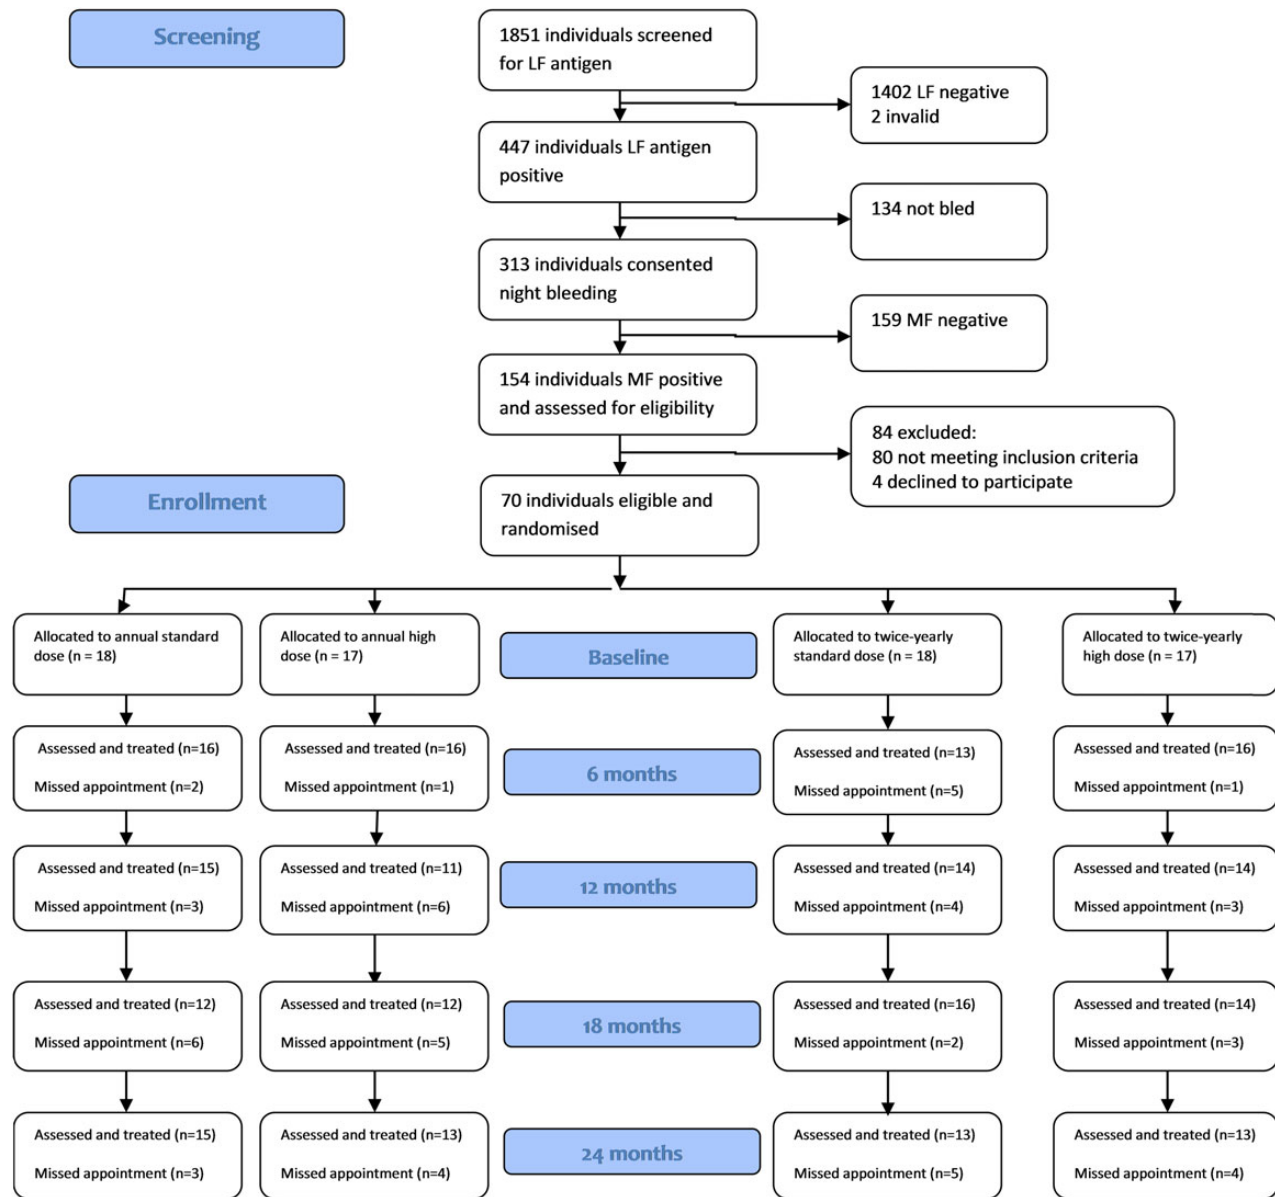 Screening
1851 individuals screened
for LF antigen
1402 LF negative
2 invalid
447 individuals LF antigen
positive
134 not bled
313 individuals consented
night bleeding
159 MF negative
154 individuals MF positive
and assessed for eligibility
84 excluded:
80 not meeting inclusion criteria
4 declined to participate
Enrollment
70 individuals eligible and
randomised
Allocated to annual standard
dose (n = 18)
Allocated to annual high
dose (n = 17)
Baseline
Allocated to twice-yearly
standard dose (n = 18)
Allocated to twice-yearly
high dose (n = 17)
Assessed and treated (n=16)
Missed appointment (n=2)
Assessed and treated (n=16)
Missed appointment (n=1)
6 months
Assessed and treated (n=13)
Missed appointment (n=5)
Assessed and treated (n=16)
Missed appointment (n=1)
Assessed and treated (n=15)
Missed appointment (n=3)
Assessed and treated (n=11)
Missed appointment (n=6)
12 months
Assessed and treated (n=14)
Missed appointment (n=4)
Assessed and treated (n=14)
Missed appointment (n=3)
Assessed and treated (n=12)
Missed appointment (n=6)
Assessed and treated (n=12)
Missed appointment (n=5)
18 months
Assessed and treated (n=16)
Missed appointment (n=2)
Assessed and treated (n=14)
Missed appointment (n=3)
Assessed and treated (n=15)
Missed appointment (n=3)
Assessed and treated (n=13)
Missed appointment (n=4)
24 months
Assessed and treated (n=13)
Missed appointment (n=5)
Assessed and treated (n=13)
Missed appointment (n=4)